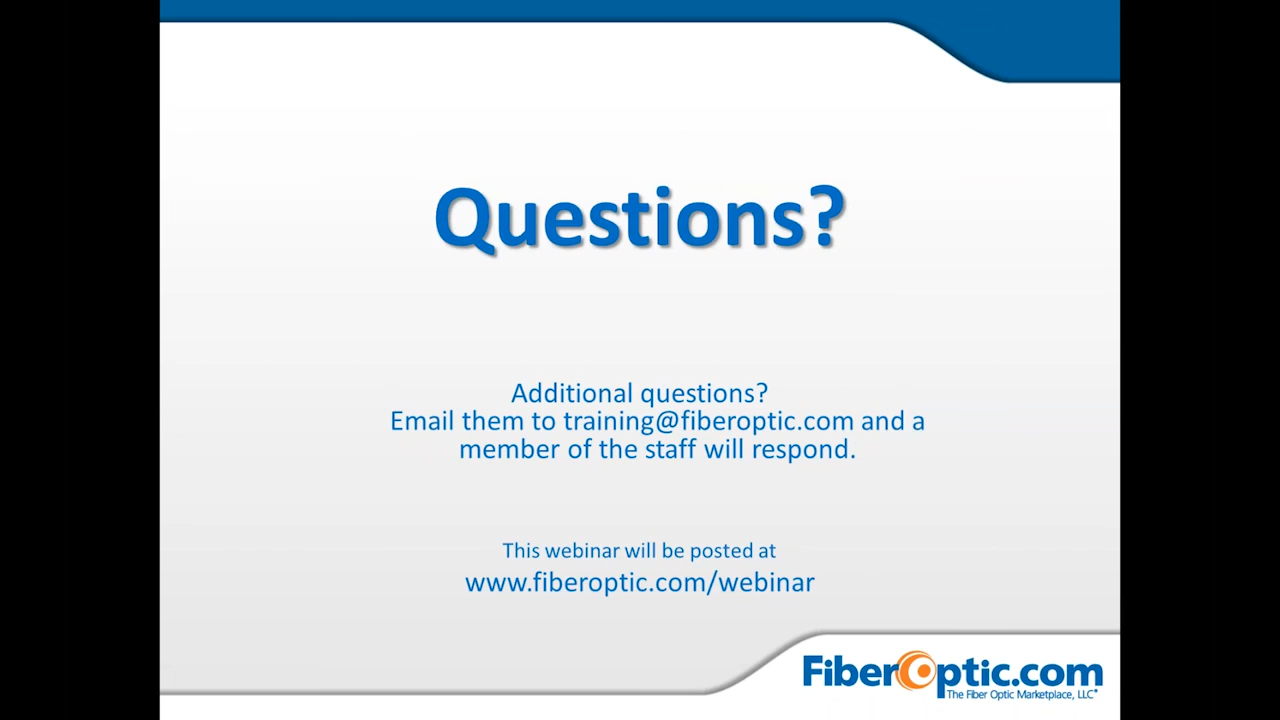 Questions?
Additional questions?
Email them to training@fiberoptic.com and a
member of the staff will respond.
This webinar will be posted at
www.fiberoptic.com/webinar
FiberOptic.com
The Fiber Optic Marketplace, LLC®